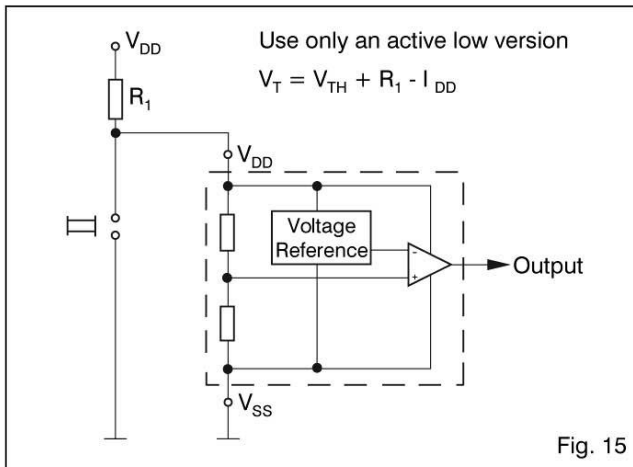 V_DD
Use only an active low version
V_T = V_TH + R_1 - I_DD
R_1
V_DD
Voltage
Reference
-
+
Output
V_SS
Fig. 15